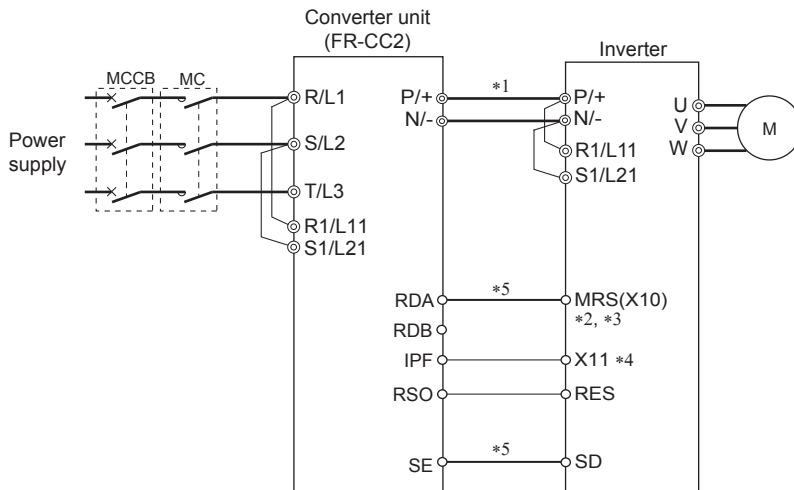 Converter unit
(FR-CC2)
Inverter
MCCB MC
R/L1 P/+ *1 P/+ U
N/- N/- V M
Power
supply
S/L2 R1/L11 W
S1/L21
T/L3
R1/L11
S1/L21
RDA *5 MRS(X10)
*2, *3
RDB
IPF X11 *4
RSO RES
SE *5 SD